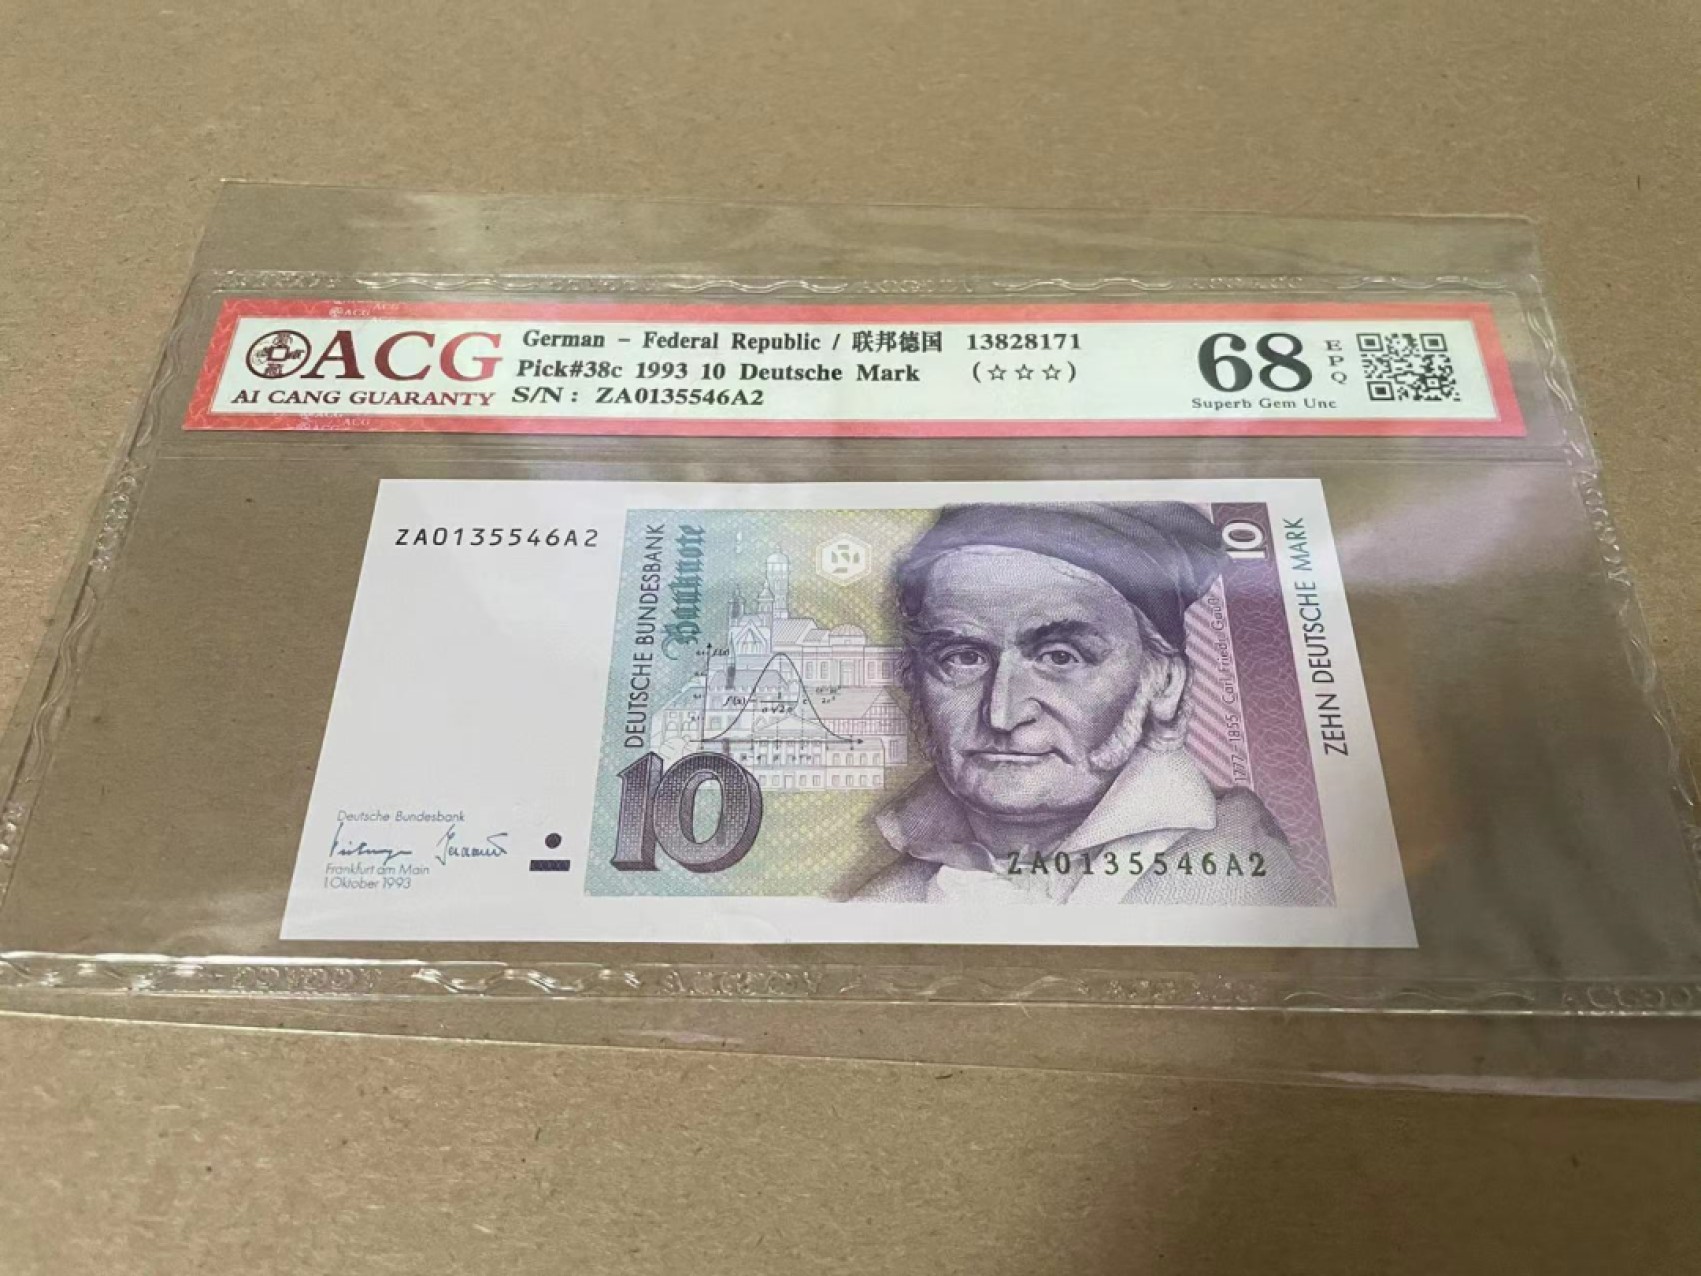 ACG
AI CANG GUARANTY
German - Federal Republic / 联邦德国 13828171
Pick#38c 1993 10 Deutsche Mark (☆☆☆)
S/N: ZA0135546A2
68
EPQ
Superb Gem Unc
ZA0135546A2
DEUTSCHE BUNDESBANK
Banknote
10
ZEHN DEUTSCHE MARK
1777-1855 Carl Friedr. Gauß
f(x)
10
Deutsche Bundesbank
Frankfurt am Main
1. Oktober 1993
ZA0135546A2